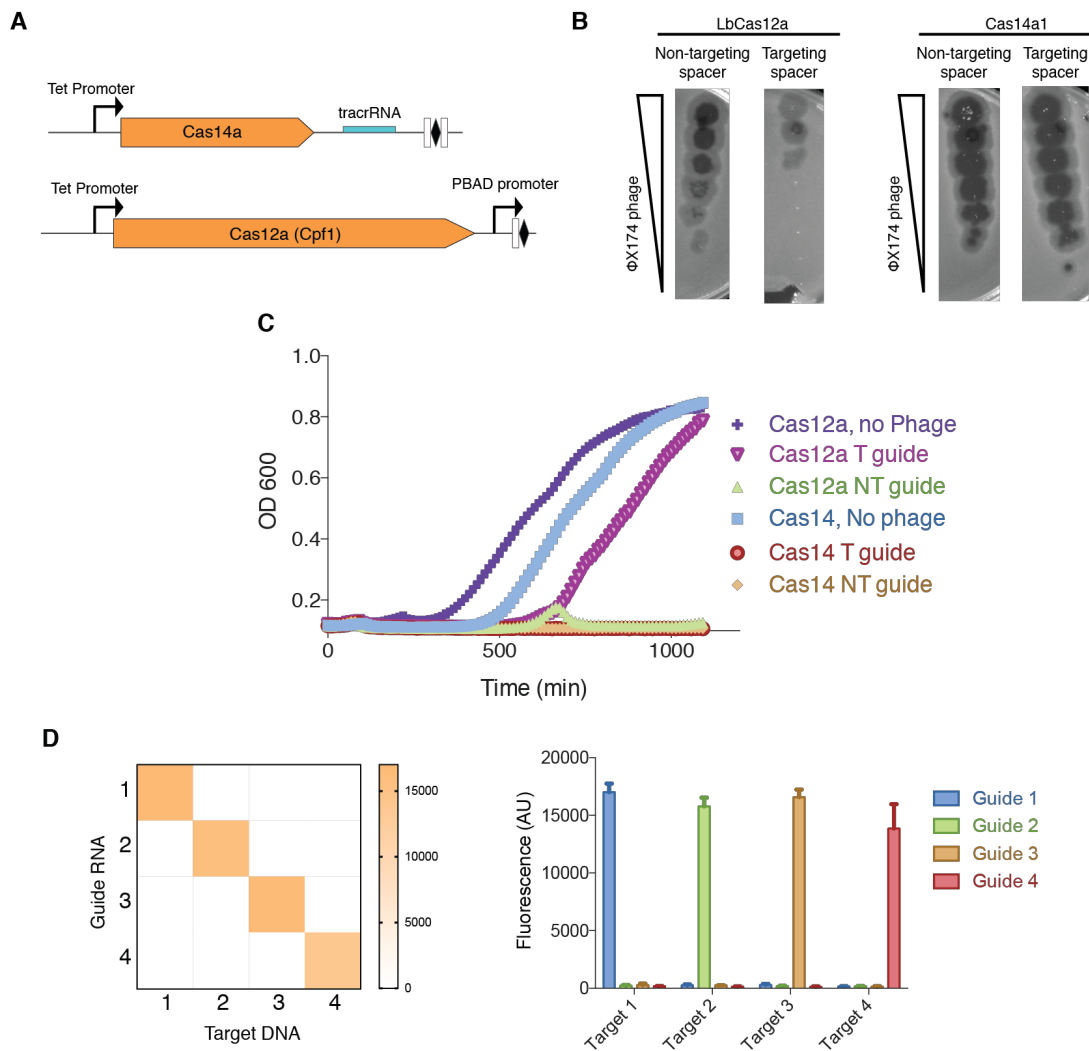 A
Tet Promoter
Cas14a
tracrRNA
Tet Promoter
Cas12a (Cpf1)
PBAD promoter
B
LbCas12a
Non-targeting
spacer
Targeting
spacer
ΦX174 phage
Cas14a1
Non-targeting
spacer
Targeting
spacer
ΦX174 phage
C
OD 600
1.0
0.8
0.6
0.4
0.2
0
500
1000
Time (min)
Cas12a, no Phage
Cas12a T guide
Cas12a NT guide
Cas14, No phage
Cas14 T guide
Cas14 NT guide
D
Guide RNA
1
2
3
4
1 2 3 4
Target DNA
15000
10000
5000
0
Fluorescence (AU)
20000
15000
10000
5000
0
Target 1
Target 2
Target 3
Target 4
Guide 1
Guide 2
Guide 3
Guide 4